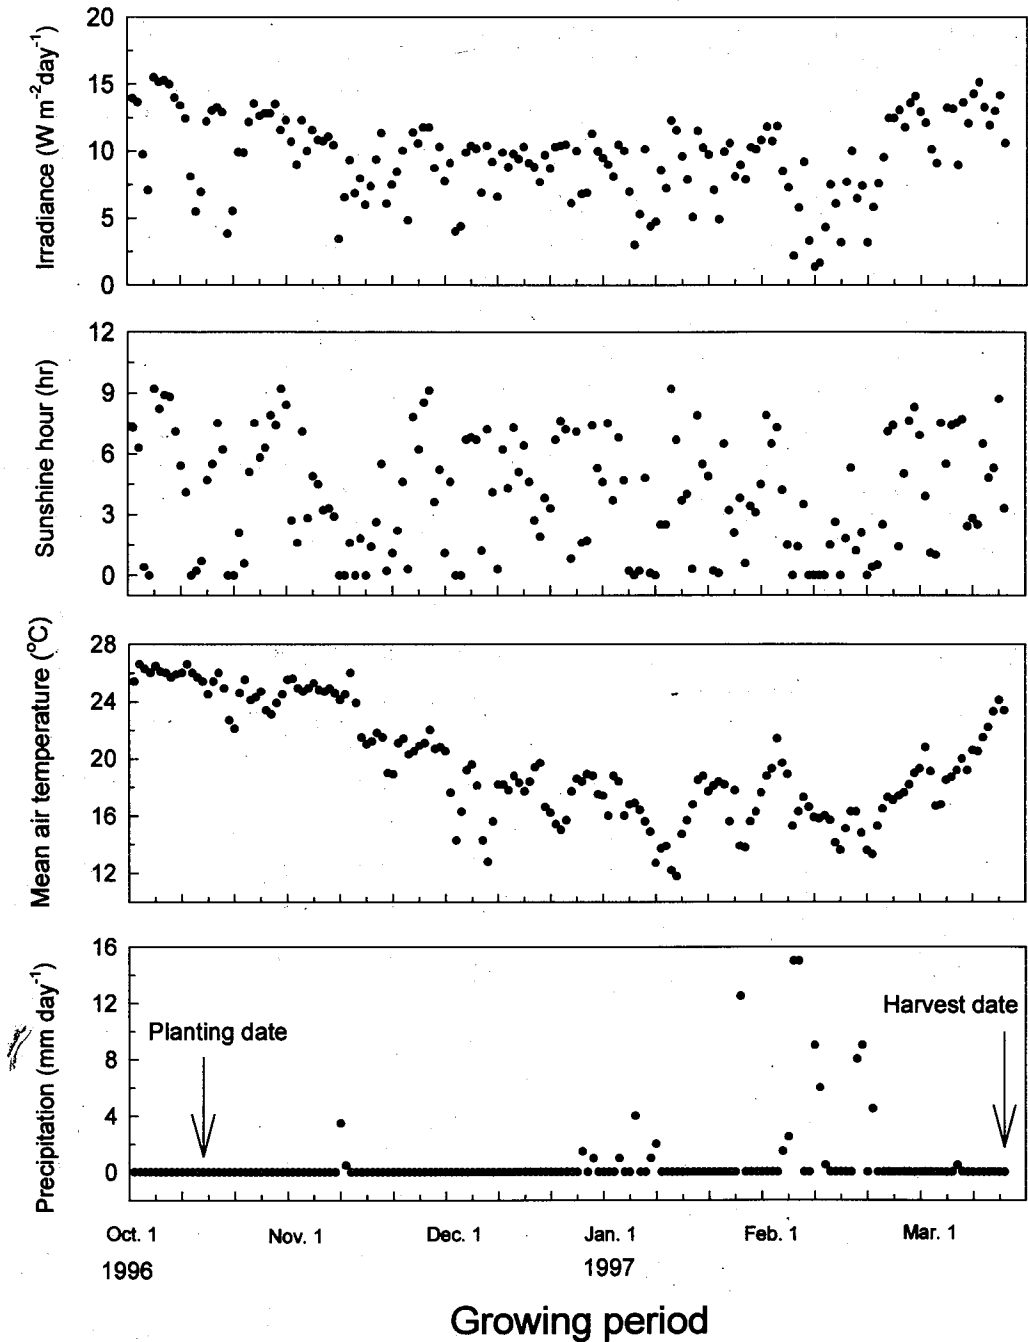 20
15
10
5
0
Irradiance (W m⁻²day⁻¹)
12
9
6
3
0
Sunshine hour (hr)
28
24
20
16
12
Mean air temperature (°C)
16
12
8
4
0
Precipitation (mm day⁻¹)
Planting date
Harvest date
Oct. 1 Nov. 1 Dec. 1 Jan. 1 Feb. 1 Mar. 1
1996 1997
Growing period